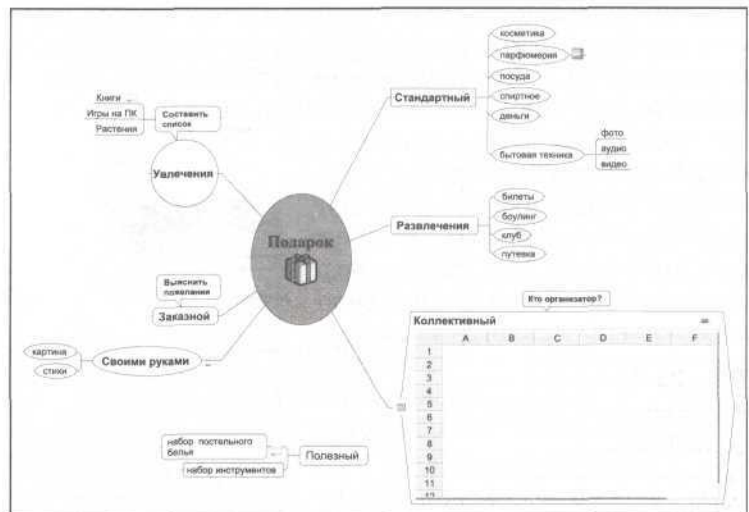 Подарок
Стандартный
косметика
парфюмерия
посуда
спиртное
деньги
бытовая техника
фото
аудио
видео
Развлечения
билеты
боулинг
клуб
путевка
Кто организатор?
Коллективный
A B C D E F
1
2
3
4
5
6
7
8
9
10
11
12
Книги
Игры на ПК
Растения
Составить
список
Увлечения
Выяснить
пожелания
Заказной
картина
стихи
Своими руками
набор постельного
белья
набор инструментов
Полезный